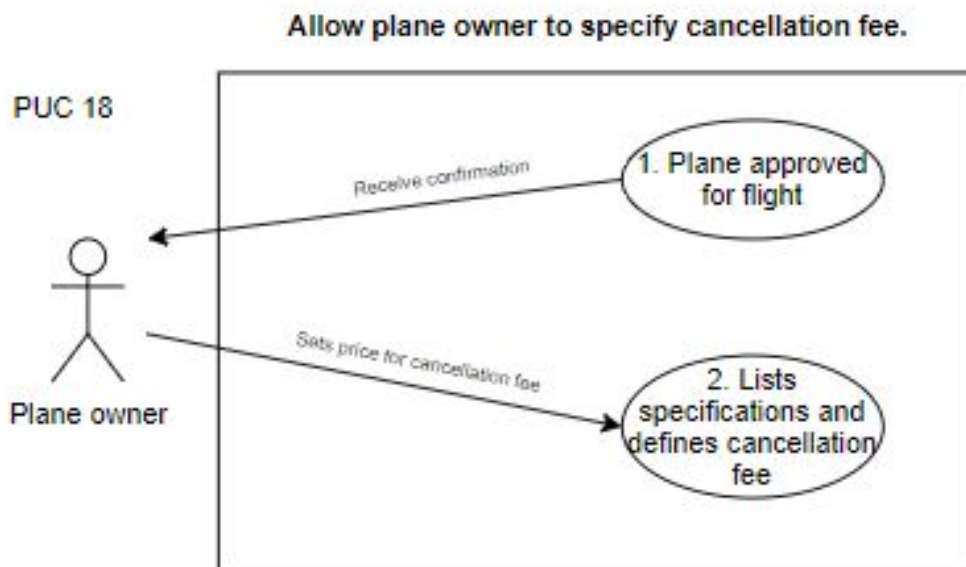 Allow plane owner to specify cancellation fee.
PUC 18
1. Plane approved
for flight
Receive confirmation
Sets price for cancellation fee
Plane owner
2. Lists
specifications and
defines cancellation
fee